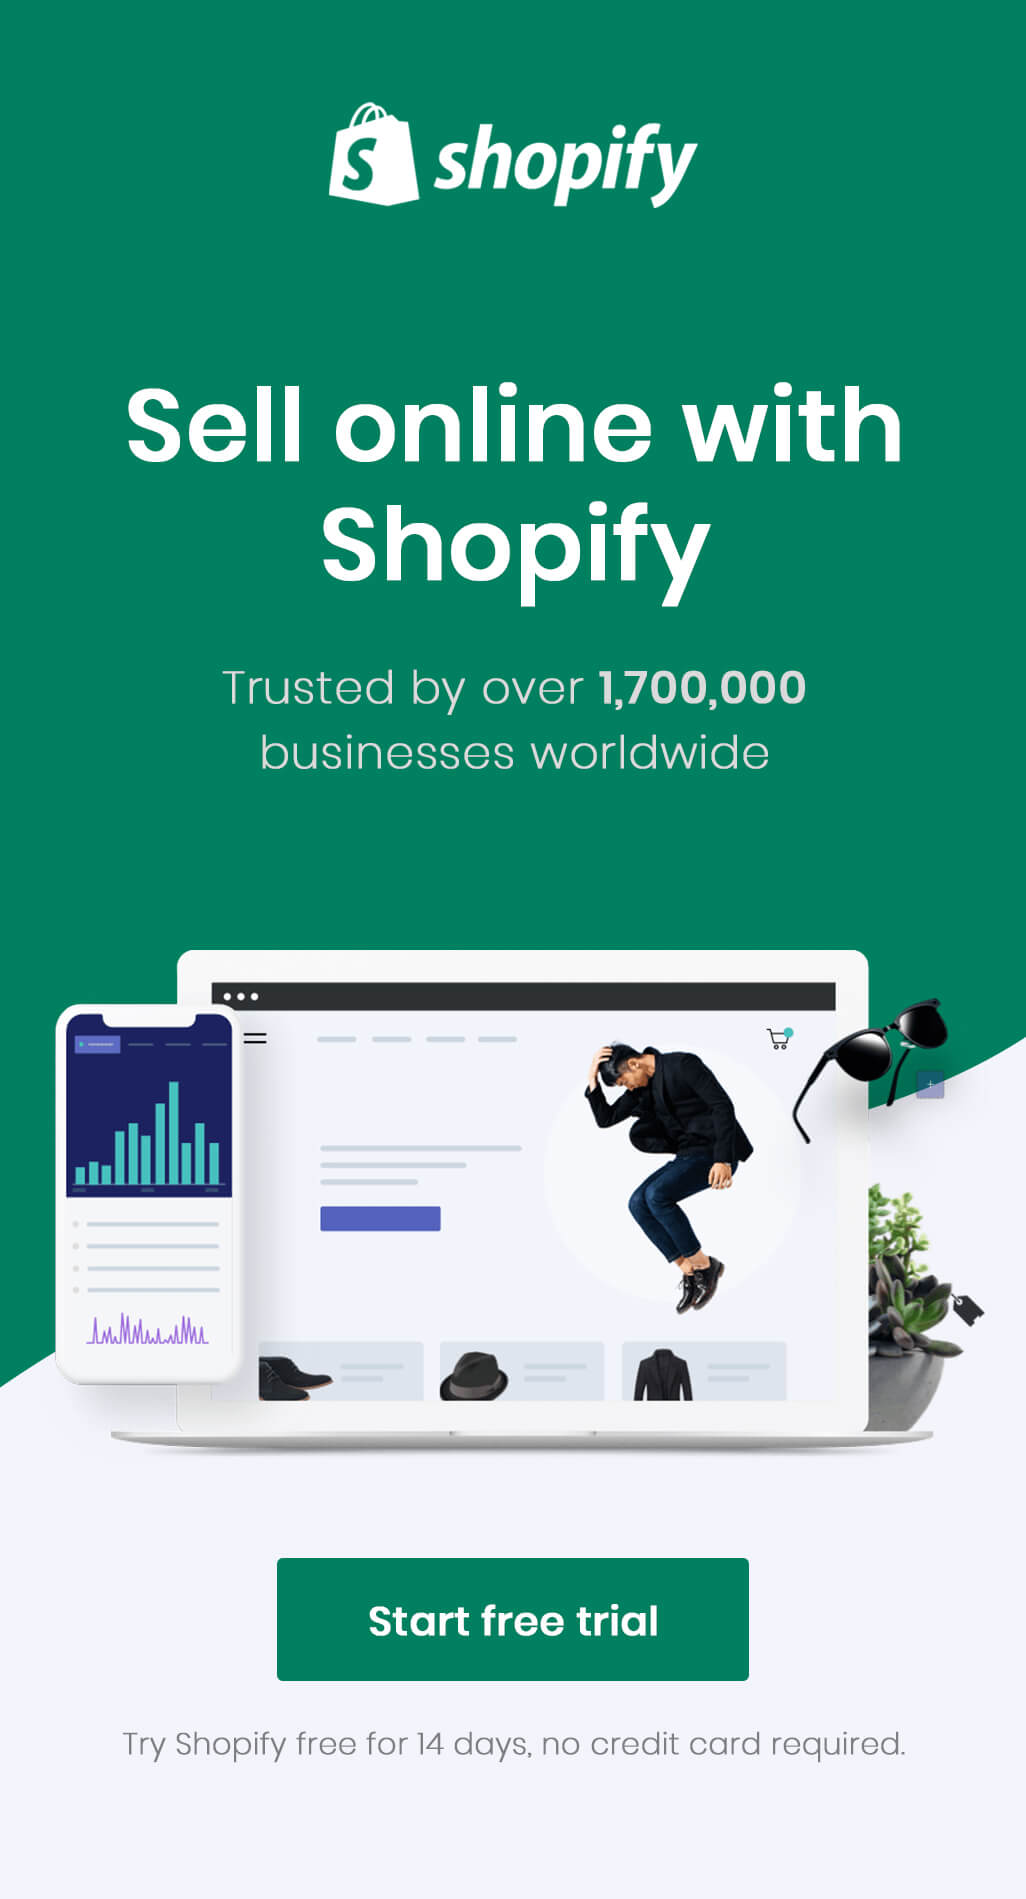 shopify
Sell online with
Shopify
Trusted by over 1,700,000
businesses worldwide
Start free trial
Try Shopify free for 14 days, no credit card required.